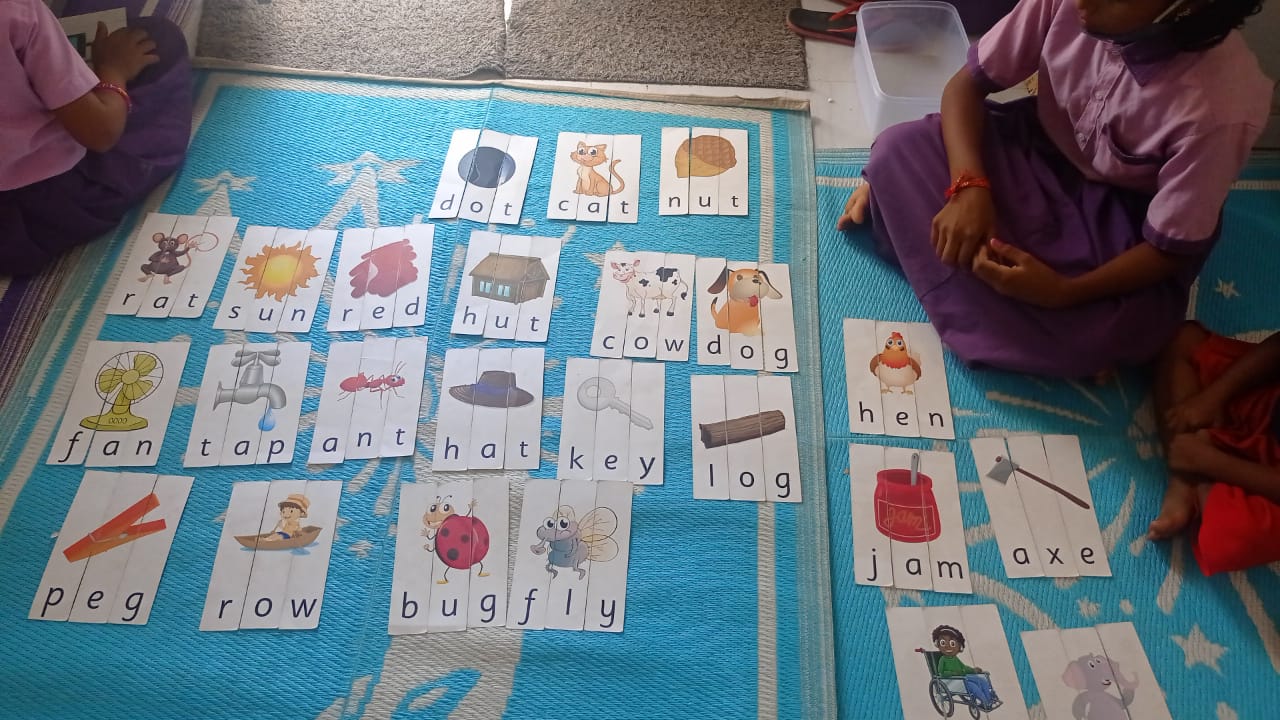 dot
cat
nut
rat
sun
red
hut
cow
dog
fan
tap
ant
hat
key
log
hen
peg
row
bug
fly
jam
jam
axe